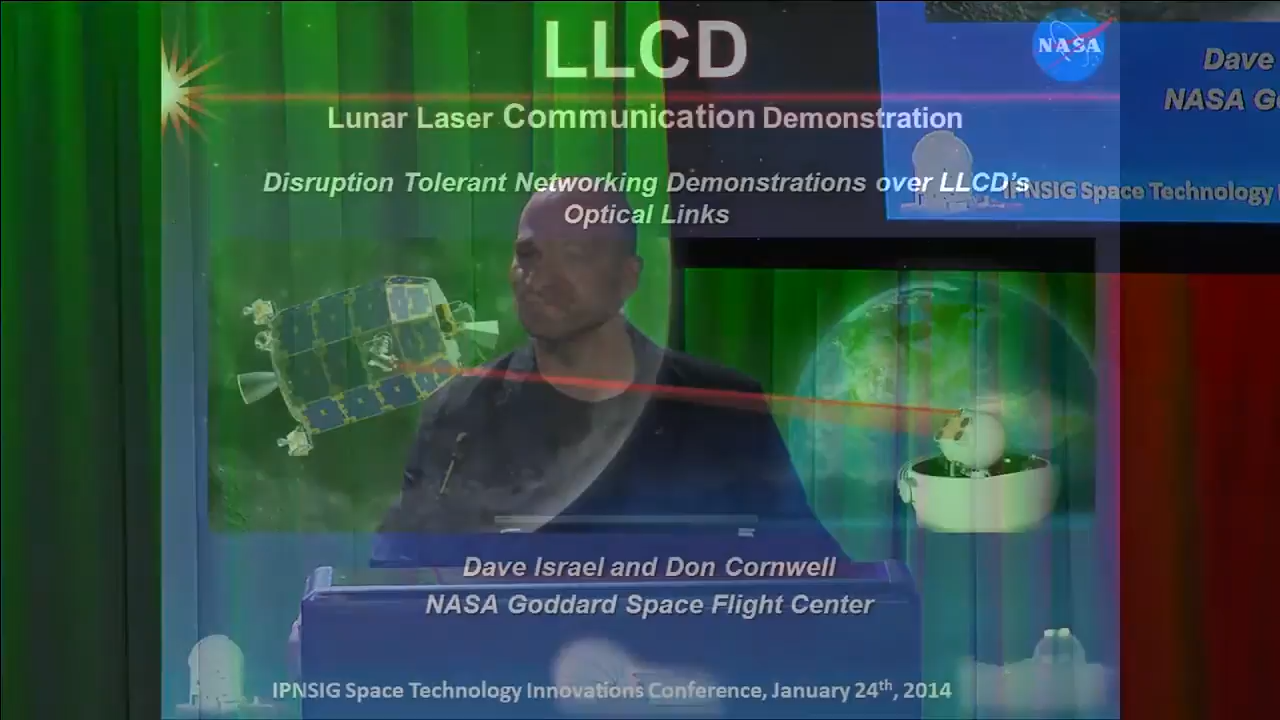 LLCD
NASA
Dave
NASA G
Lunar Laser Communication Demonstration
Disruption Tolerant Networking Demonstrations over LLCD's
Optical Links
IPNSIG Space Technology
Dave Israel and Don Cornwell
NASA Goddard Space Flight Center
IPNSIG Space Technology Innovations Conference, January 24th, 2014